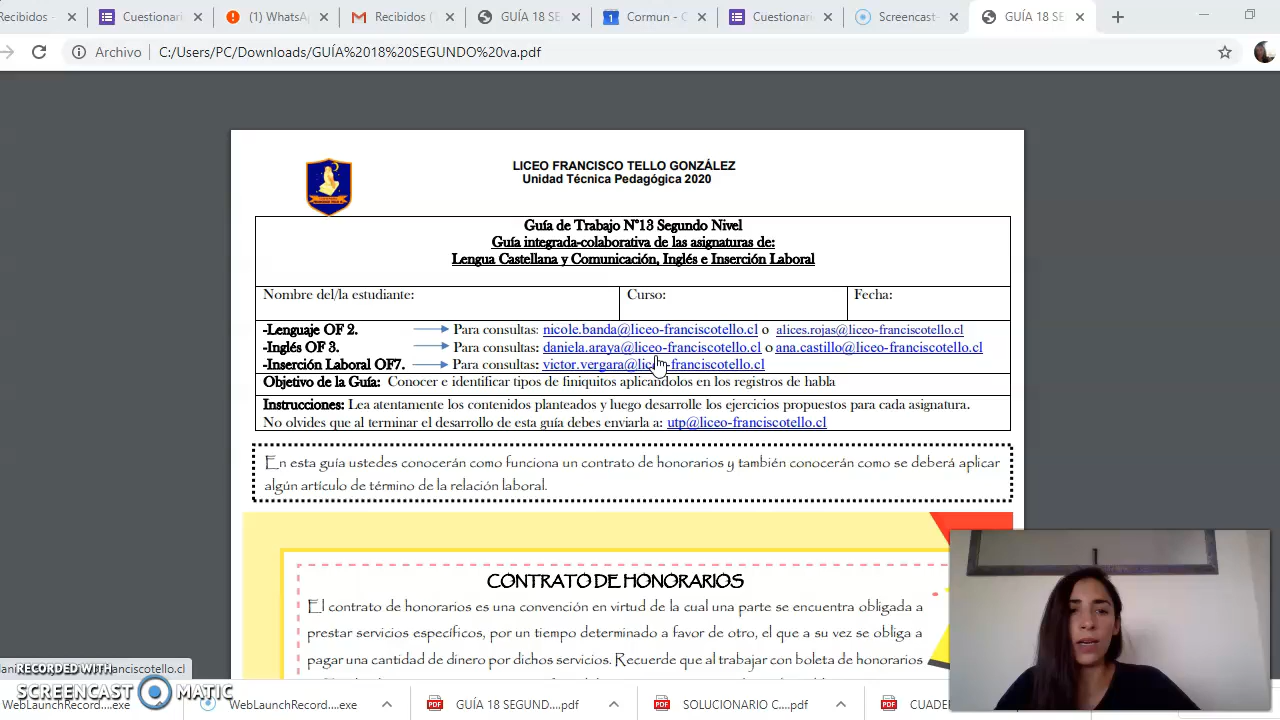 Recibidos –
Cuestionari
(1) WhatsA
Recibidos (
GUÍA 18 SE
Cormun - C
Cuestionari
Screencast-
GUÍA 18 SE
Archivo
C:/Users/PC/Downloads/GUÍA%2018%20SEGUNDO%20va.pdf
LICEO FRANCISCO TELLO GONZÁLEZ
Unidad Técnica Pedagógica 2020
Guía de Trabajo N°13 Segundo Nivel
Guía integrada-colaborativa de las asignaturas de:
Lengua Castellana y Comunicación, Inglés e Inserción Laboral
Nombre del/la estudiante: Curso: Fecha:
-Lenguaje OF 2. Para consultas: nicole.banda@liceo-franciscotello.cl o alices.rojas@liceo-franciscotello.cl
-Inglés OF 3. Para consultas: daniela.araya@liceo-franciscotello.cl o ana.castillo@liceo-franciscotello.cl
-Inserción Laboral OF7. Para consultas: victor.vergara@liceo-franciscotello.cl
Objetivo de la Guía: Conocer e identificar tipos de finiquitos aplicándolos en los registros de habla
Instrucciones: Lea atentamente los contenidos planteados y luego desarrolle los ejercicios propuestos para cada asignatura.
No olvides que al terminar el desarrollo de esta guía debes enviarla a: utp@liceo-franciscotello.cl
En esta guía ustedes conocerán como funciona un contrato de honorarios y también conocerán como se deberá aplicar
algún artículo de término de la relación laboral.
CONTRATO DE HONORARIOS
El contrato de honorarios es una convención en virtud de la cual una parte se encuentra obligada a
prestar servicios específicos, por un tiempo determinado a favor de otro, el que a su vez se obliga a
pagar una cantidad de dinero por dichos servicios. Recuerde que al trabajar con boleta de honorarios
franciscotello.cl
RECORDED WITH
SCREENCAST MATIC
WebLaunchRecord....exe
WebLaunchRecord....exe
GUÍA 18 SEGUND....pdf
SOLUCIONARIO C....pdf